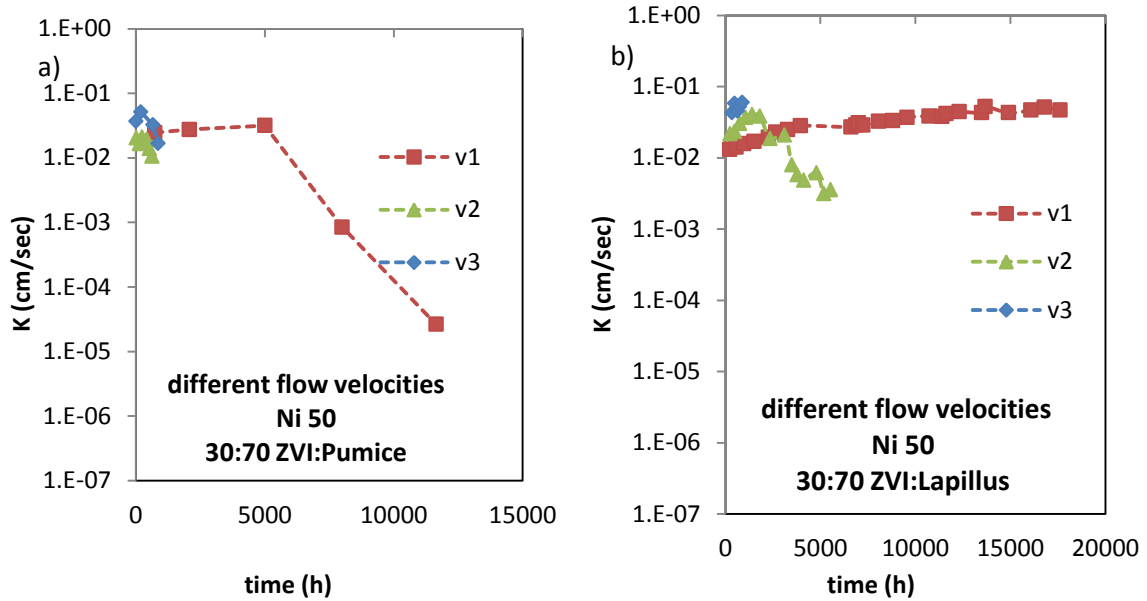 a)
1.E+00
1.E-01
1.E-02
1.E-03
1.E-04
1.E-05
1.E-06
1.E-07
K (cm/sec)
v1
v2
v3
different flow velocities
Ni 50
30:70 ZVI:Pumice
0 5000 10000 15000
time (h)
b)
1.E+00
1.E-01
1.E-02
1.E-03
1.E-04
1.E-05
1.E-06
1.E-07
K (cm/sec)
v1
v2
v3
different flow velocities
Ni 50
30:70 ZVI:Lapillus
0 5000 10000 15000 20000
time (h)